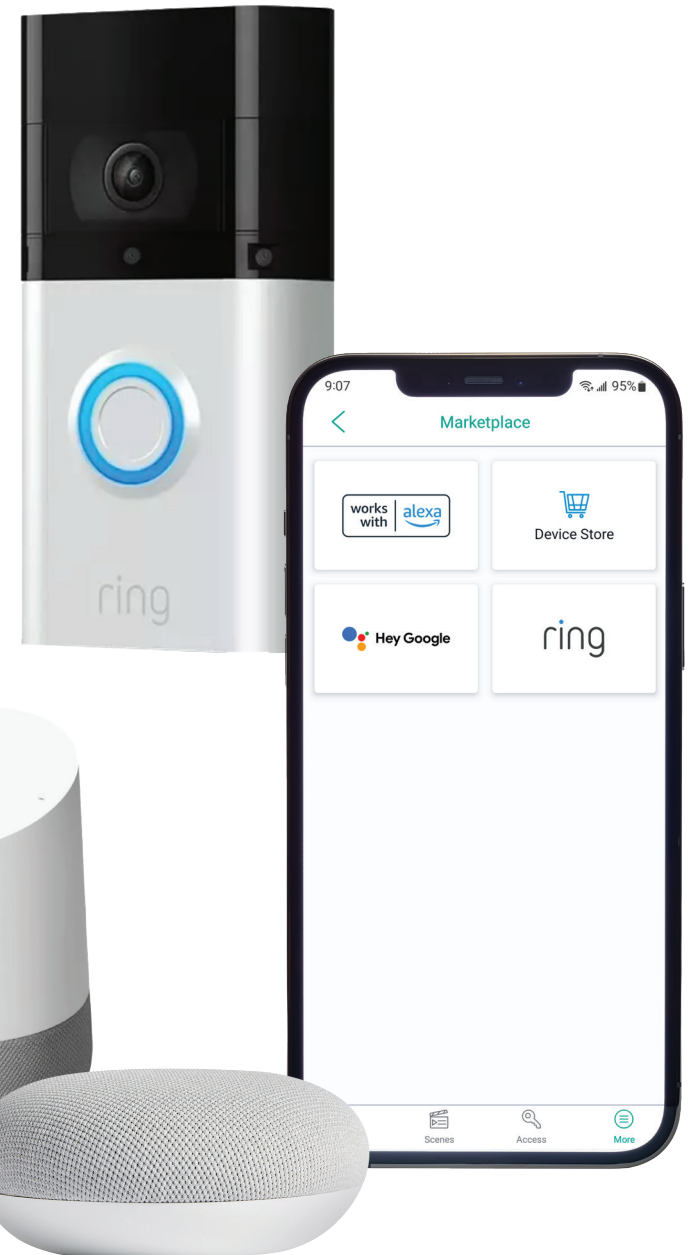 ring
9:07
95%
Marketplace
works
with
alexa
Device Store
Hey Google
ring
Scenes
Access
More